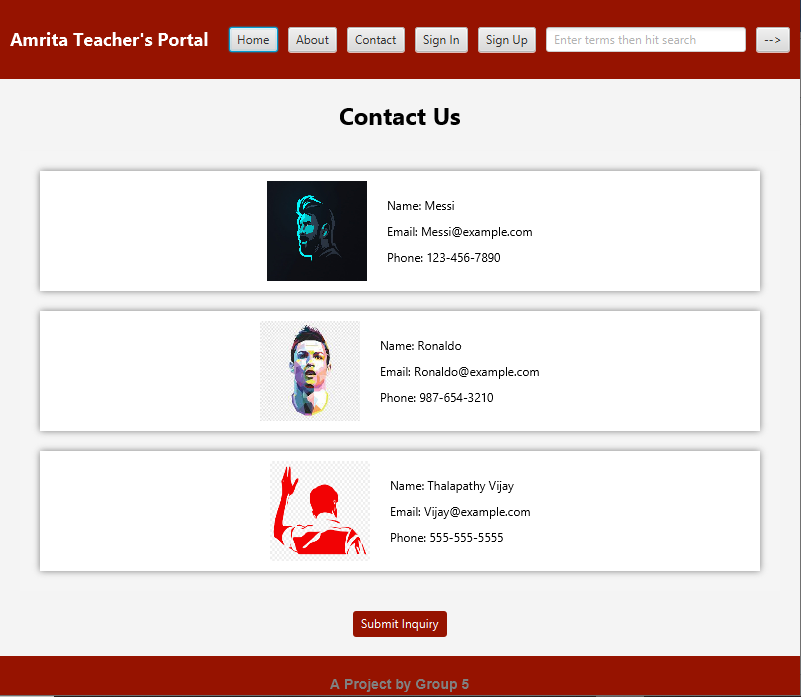 Amrita Teacher's Portal Home About Contact Sign In Sign Up Enter terms then hit search -->
Contact Us
Name: Messi
Email: Messi@example.com
Phone: 123-456-7890
Name: Ronaldo
Email: Ronaldo@example.com
Phone: 987-654-3210
Name: Thalapathy Vijay
Email: Vijay@example.com
Phone: 555-555-5555
Submit Inquiry
A Project by Group 5